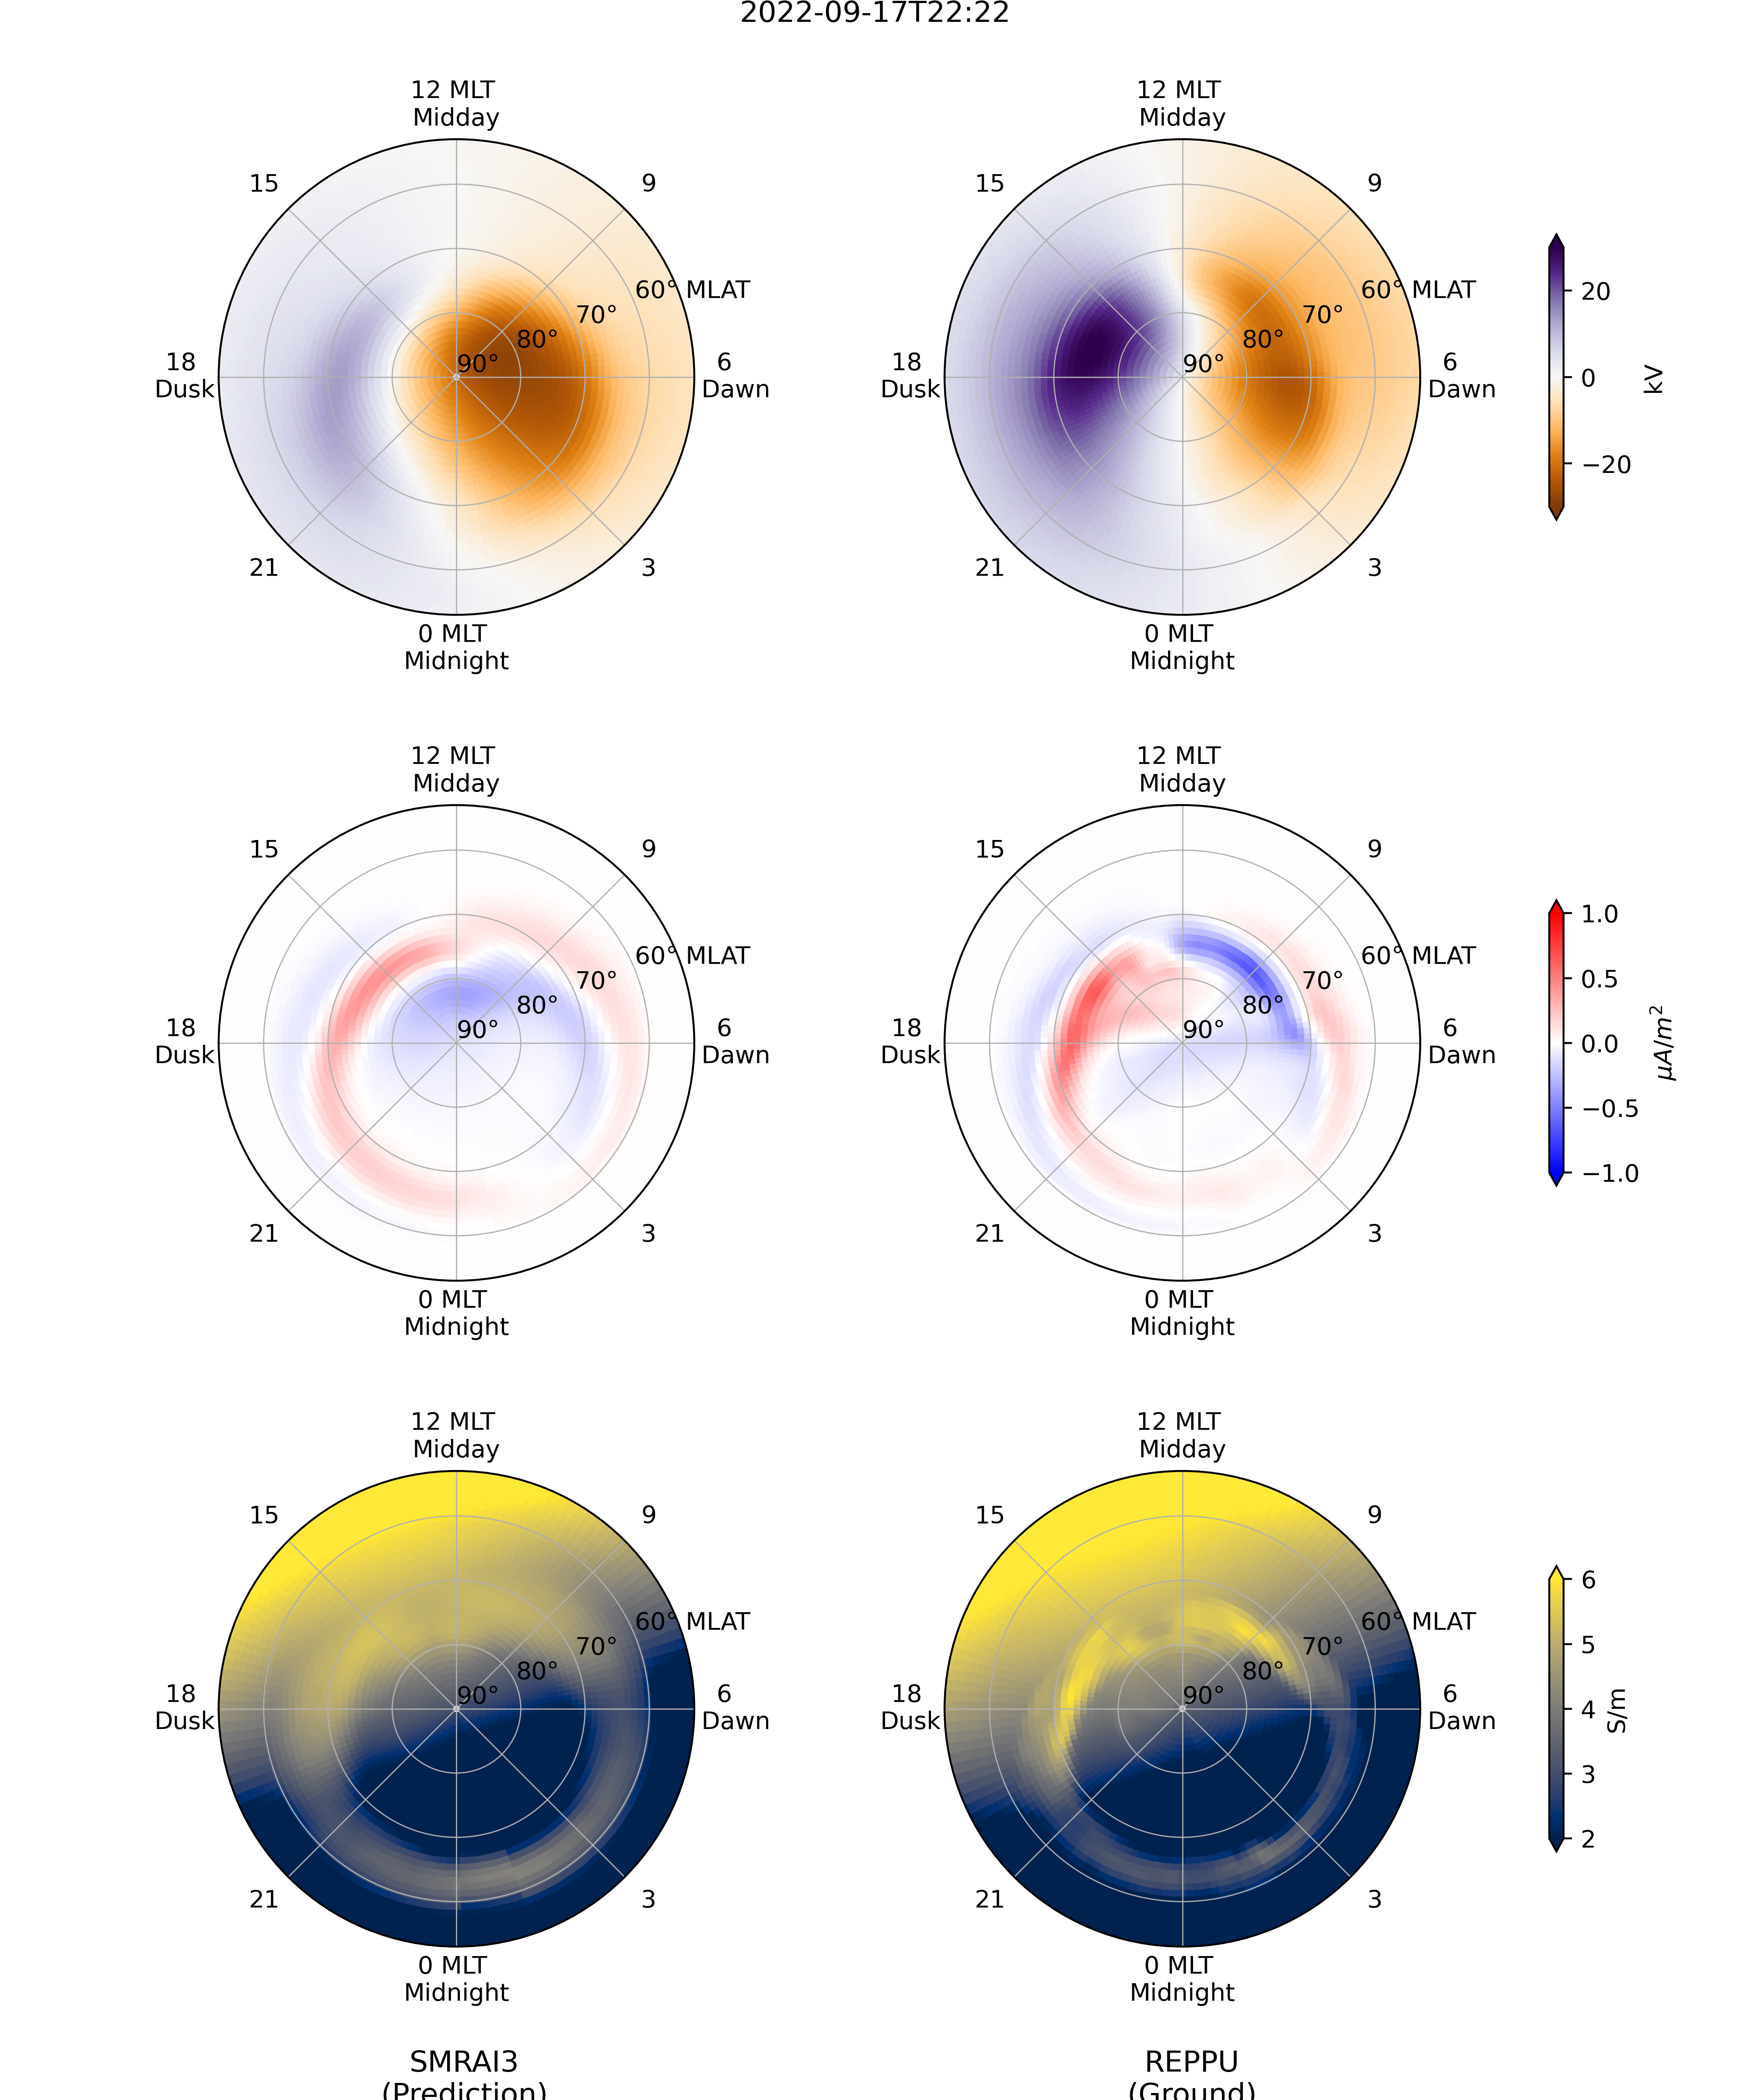 2022-09-17T22:22
12 MLT
Midday
12 MLT
Midday
15
9
15
9
60° MLAT
70°
80°
90°
60° MLAT
70°
80°
90°
18
Dusk
6
Dawn
18
Dusk
6
Dawn
21
3
21
3
0 MLT
Midnight
0 MLT
Midnight
20
0
−20
kV
12 MLT
Midday
12 MLT
Midday
15
9
15
9
60° MLAT
70°
80°
90°
60° MLAT
70°
80°
90°
18
Dusk
6
Dawn
18
Dusk
6
Dawn
21
3
21
3
0 MLT
Midnight
0 MLT
Midnight
1.0
0.5
0.0
−0.5
−1.0
μA/m²
12 MLT
Midday
12 MLT
Midday
15
9
15
9
60° MLAT
70°
80°
90°
60° MLAT
70°
80°
90°
18
Dusk
6
Dawn
18
Dusk
6
Dawn
21
3
21
3
0 MLT
Midnight
0 MLT
Midnight
6
5
4
3
2
S/m
SMRAI3
(Prediction)
REPPU
(Ground)